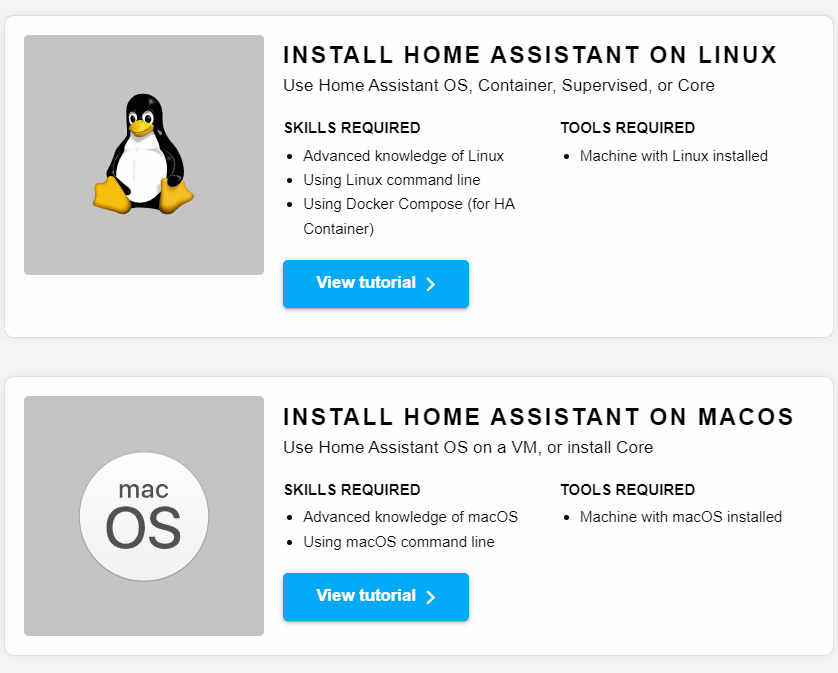 INSTALL HOME ASSISTANT ON LINUX
Use Home Assistant OS, Container, Supervised, or Core
SKILLS REQUIRED
Advanced knowledge of Linux
Using Linux command line
Using Docker Compose (for HA
Container)
TOOLS REQUIRED
Machine with Linux installed
View tutorial
mac
OS
INSTALL HOME ASSISTANT ON MACOS
Use Home Assistant OS on a VM, or install Core
SKILLS REQUIRED
Advanced knowledge of macOS
Using macOS command line
TOOLS REQUIRED
Machine with macOS installed
View tutorial